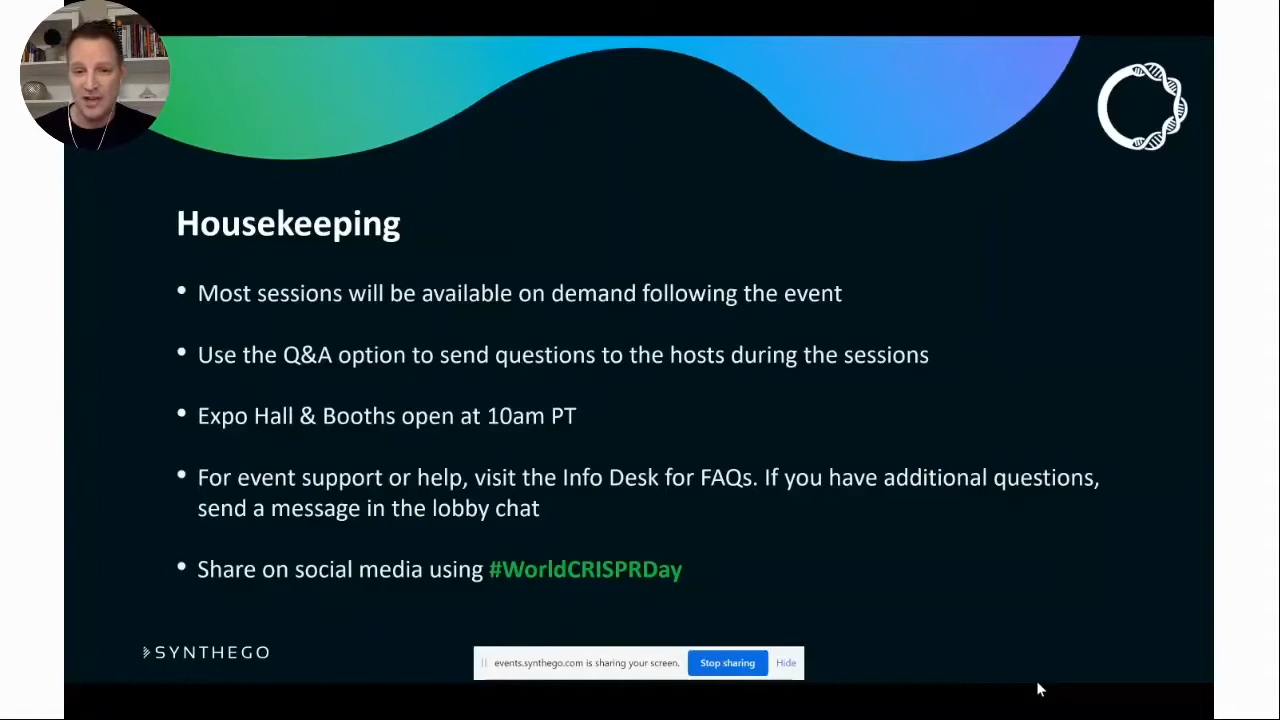 Housekeeping
• Most sessions will be available on demand following the event
• Use the Q&A option to send questions to the hosts during the sessions
• Expo Hall & Booths open at 10am PT
• For event support or help, visit the Info Desk for FAQs. If you have additional questions,
send a message in the lobby chat
• Share on social media using #WorldCRISPRDay
SYNTHEGO
events.synthego.com is sharing your screen. Stop sharing Hide